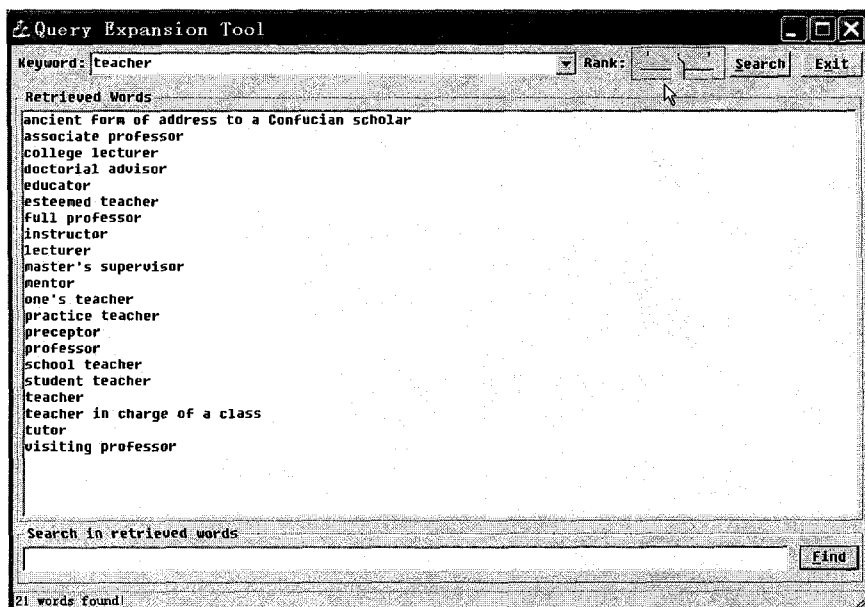 Query Expansion Tool
Keyword: teacher Rank: Search Exit
Retrieved Words
ancient form of address to a Confucian scholar
associate professor
college lecturer
doctorial advisor
educator
esteemed teacher
full professor
instructor
lecturer
master's supervisor
mentor
one's teacher
practice teacher
preceptor
professor
school teacher
student teacher
teacher
teacher in charge of a class
tutor
visiting professor
Search in retrieved words
Find
21 words found